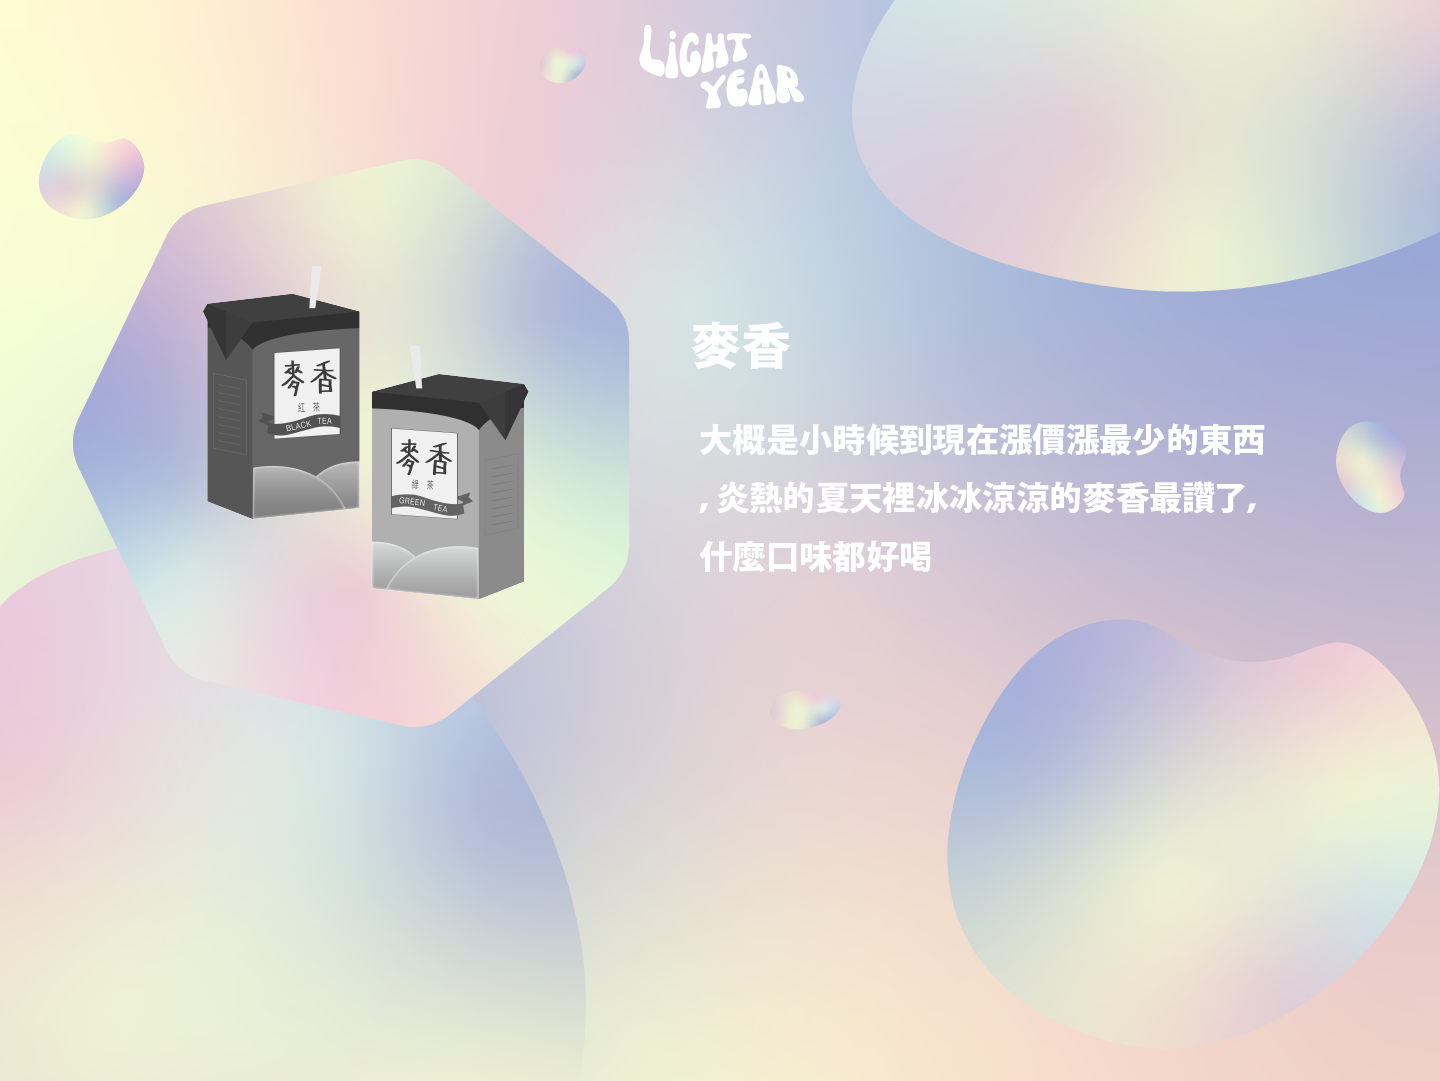 LiGHT
YEAR
麥香
紅茶
BLACK TEA
麥香
綠茶
GREEN TEA
麥香
大概是小時候到現在漲價漲最少的東西
, 炎熱的夏天裡冰冰涼涼的麥香最讚了,
什麼口味都好喝